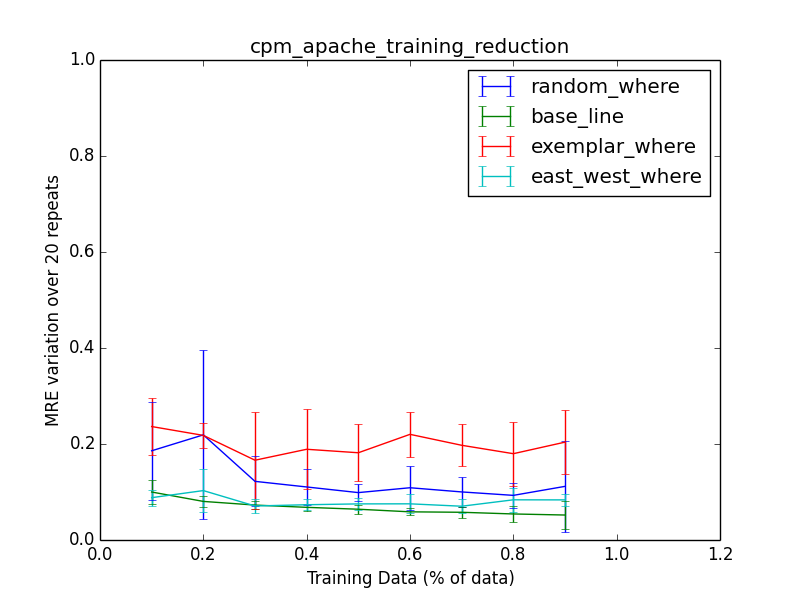 cpm_apache_training_reduction
1.0
0.8
0.6
0.4
0.2
0.0
MRE variation over 20 repeats
random_where
base_line
exemplar_where
east_west_where
0.0 0.2 0.4 0.6 0.8 1.0 1.2
Training Data (% of data)